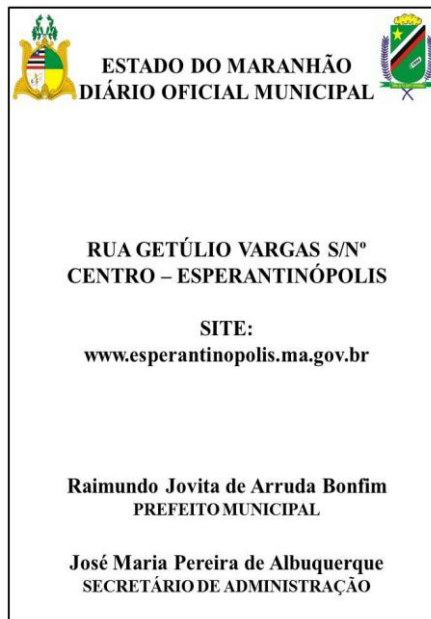 ESTADO DO MARANHÃO
DIÁRIO OFICIAL MUNICIPAL
RUA GETÚLIO VARGAS S/Nº
CENTRO – ESPERANTINÓPOLIS
SITE:
www.esperantinopolis.ma.gov.br
Raimundo Jovita de Arruda Bonfim
PREFEITO MUNICIPAL
José Maria Pereira de Albuquerque
SECRETÁRIO DE ADMINISTRAÇÃO